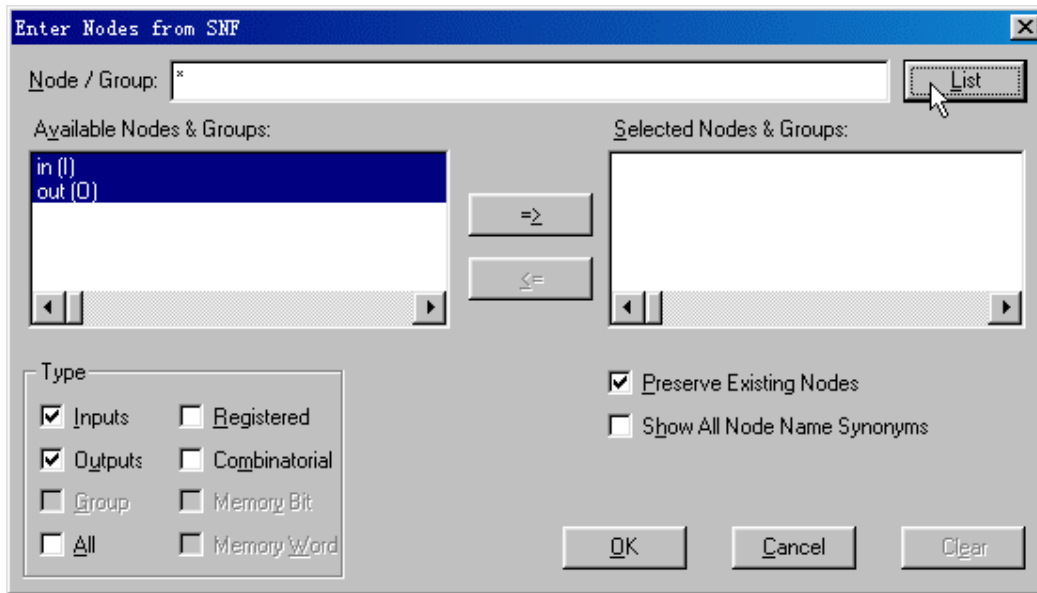 Enter Nodes from SNF
Node / Group: * List
Available Nodes & Groups: Selected Nodes & Groups:
in (I)
out (O)
=>
<=
Type
Preserve Existing Nodes
Inputs Registered
Show All Node Name Synonyms
Outputs Combinatorial
Group Memory Bit
All Memory Word
OK Cancel Clear